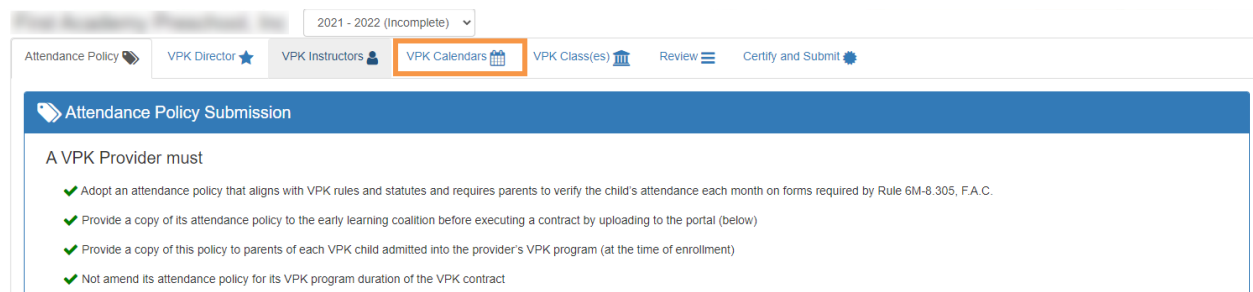 2021 - 2022 (Incomplete)
Attendance Policy VPK Director VPK Instructors VPK Calendars VPK Class(es) Review Certify and Submit
Attendance Policy Submission
A VPK Provider must
Adopt an attendance policy that aligns with VPK rules and statutes and requires parents to verify the child's attendance each month on forms required by Rule 6M-8.305, F.A.C.
Provide a copy of its attendance policy to the early learning coalition before executing a contract by uploading to the portal (below)
Provide a copy of this policy to parents of each VPK child admitted into the provider's VPK program (at the time of enrollment)
Not amend its attendance policy for its VPK program duration of the VPK contract